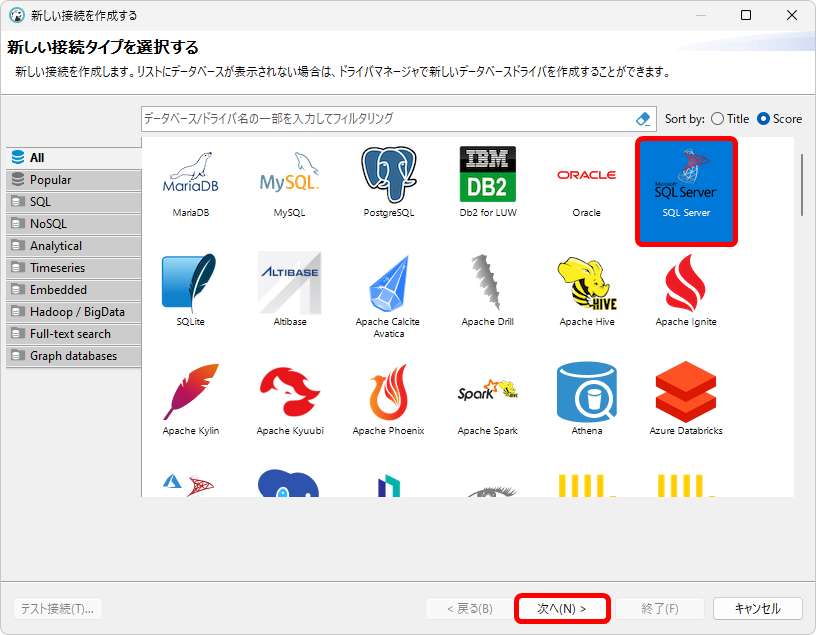 新しい接続を作成する
新しい接続タイプを選択する
新しい接続を作成します。リストにデータベースが表示されない場合は、ドライバマネージャで新しいデータベースドライバを作成することができます。
データベース/ドライバ名の一部を入力してフィルタリング
Sort by: Title Score
All
Popular
SQL
NoSQL
Analytical
Timeseries
Embedded
Hadoop / BigData
Full-text search
Graph databases
MariaDB
MySQL
IBM
DB2
ORACLE
Microsoft
SQL Server
MariaDB
MySQL
PostgreSQL
Db2 for LUW
Oracle
SQL Server
ALTIBASE
HIVE
SQLite
Altibase
Apache Calcite
Avatica
Apache Drill
Apache Hive
Apache Ignite
Spark
HIVE
Apache Kylin
Apache Kyuubi
Apache Phoenix
Apache Spark
Athena
Azure Databricks
テスト接続(T)...
< 戻る(B)
次へ(N) >
終了(F)
キャンセル